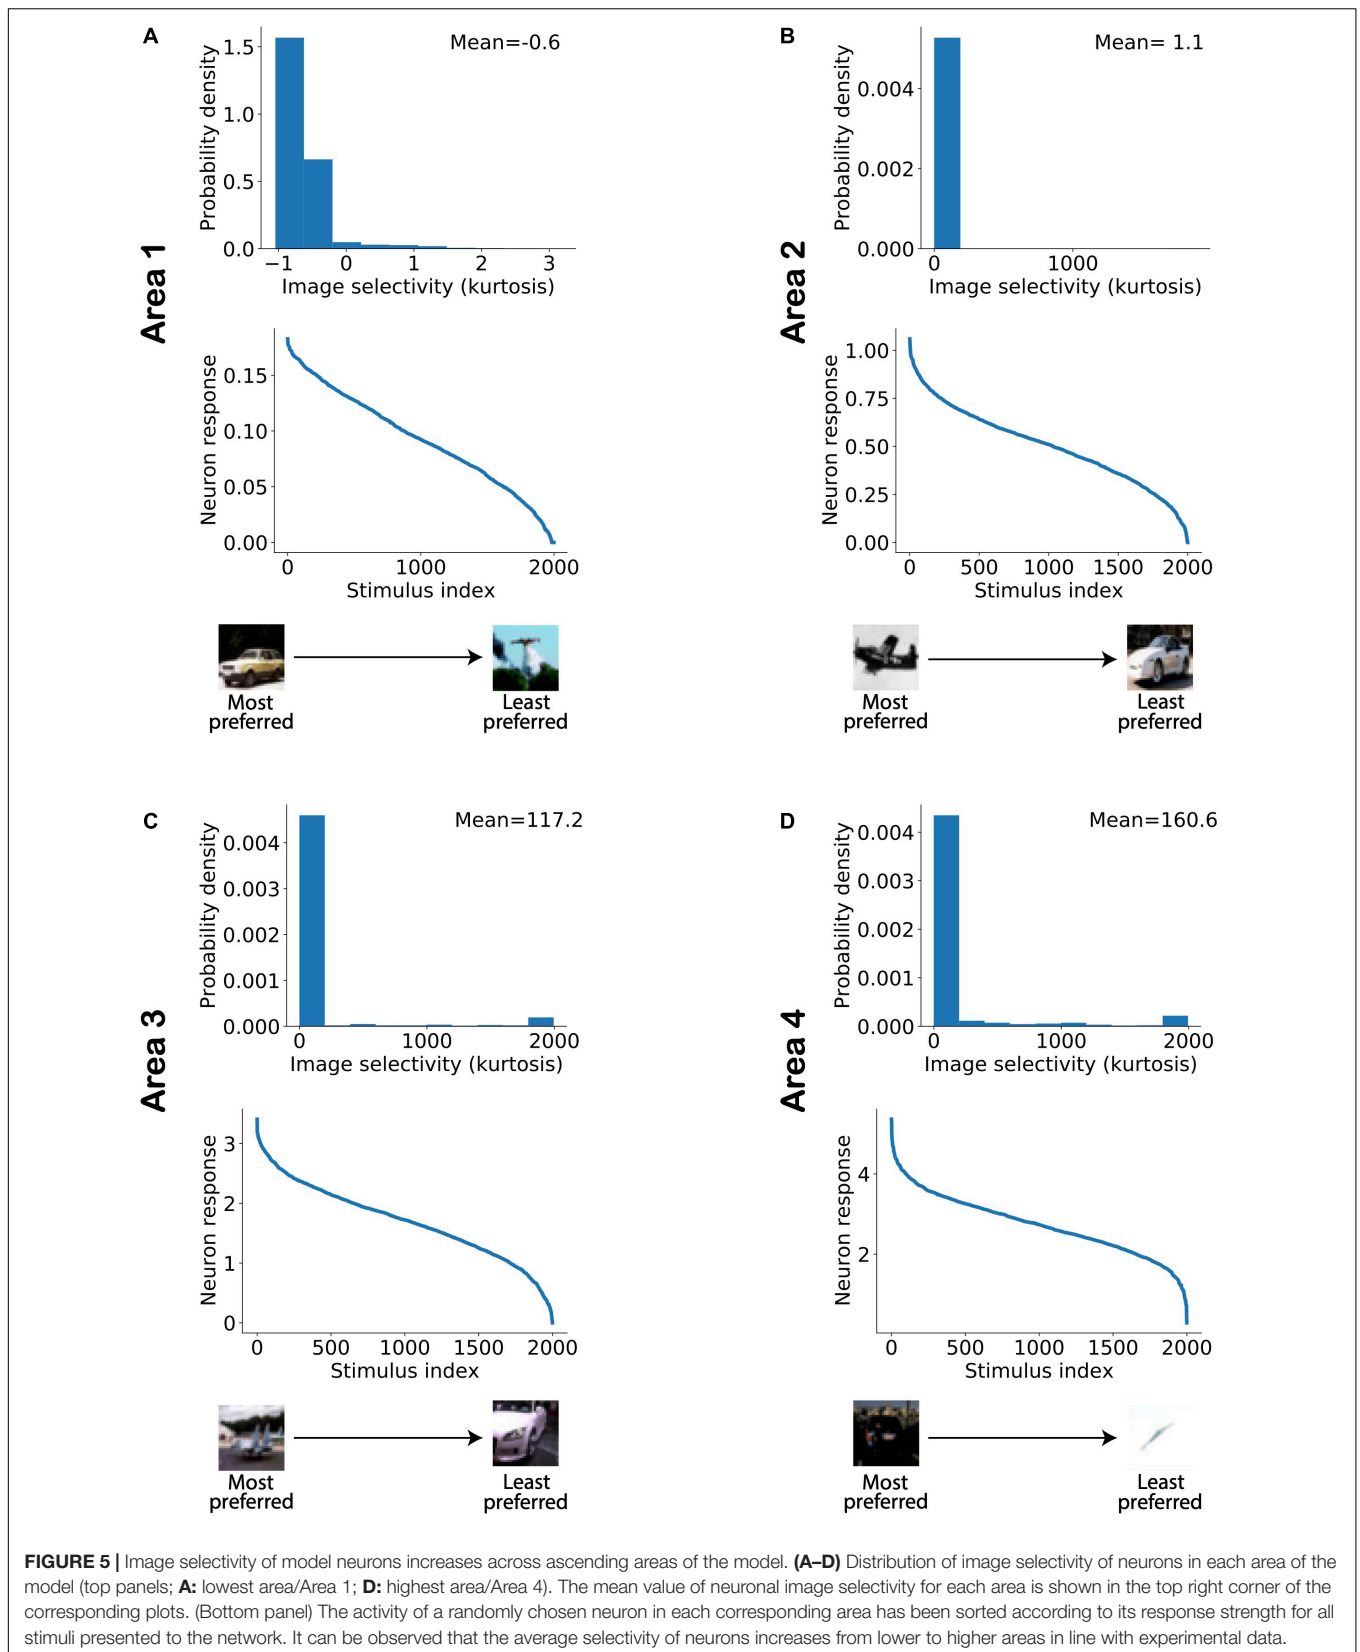 A
Mean=-0.6
Probability density
1.5
1.0
0.5
0.0
−1 0 1 2 3
Image selectivity (kurtosis)
Area 1
Neuron response
0.15
0.10
0.05
0.00
0 1000 2000
Stimulus index
Most preferred
Least preferred
B
Mean= 1.1
Probability density
0.004
0.002
0.000
0 1000
Image selectivity (kurtosis)
Area 2
Neuron response
1.00
0.75
0.50
0.25
0.00
0 500 1000 1500 2000
Stimulus index
Most preferred
Least preferred
C
Mean=117.2
Probability density
0.004
0.003
0.002
0.001
0.000
0 1000 2000
Image selectivity (kurtosis)
Area 3
Neuron response
3
2
1
0
0 500 1000 1500 2000
Stimulus index
Most preferred
Least preferred
D
Mean=160.6
Probability density
0.004
0.003
0.002
0.001
0.000
0 1000 2000
Image selectivity (kurtosis)
Area 4
Neuron response
4
2
0 500 1000 1500 2000
Stimulus index
Most preferred
Least preferred
FIGURE 5 | Image selectivity of model neurons increases across ascending areas of the model. (A–D) Distribution of image selectivity of neurons in each area of the
model (top panels; A: lowest area/Area 1; D: highest area/Area 4). The mean value of neuronal image selectivity for each area is shown in the top right corner of the
corresponding plots. (Bottom panel) The activity of a randomly chosen neuron in each corresponding area has been sorted according to its response strength for all
stimuli presented to the network. It can be observed that the average selectivity of neurons increases from lower to higher areas in line with experimental data.